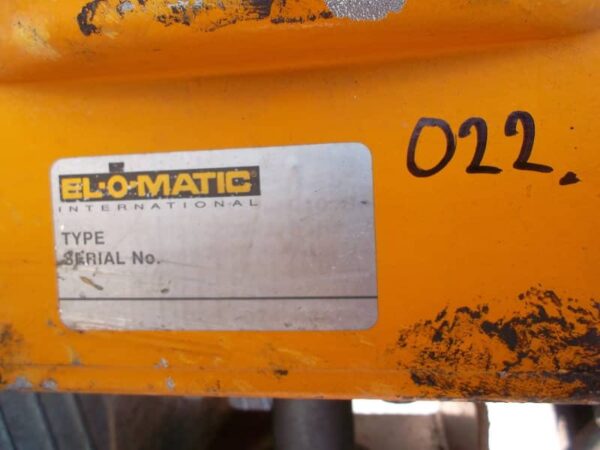 EL-O-MATIC
INTERNATIONAL
TYPE
SERIAL No.
022.